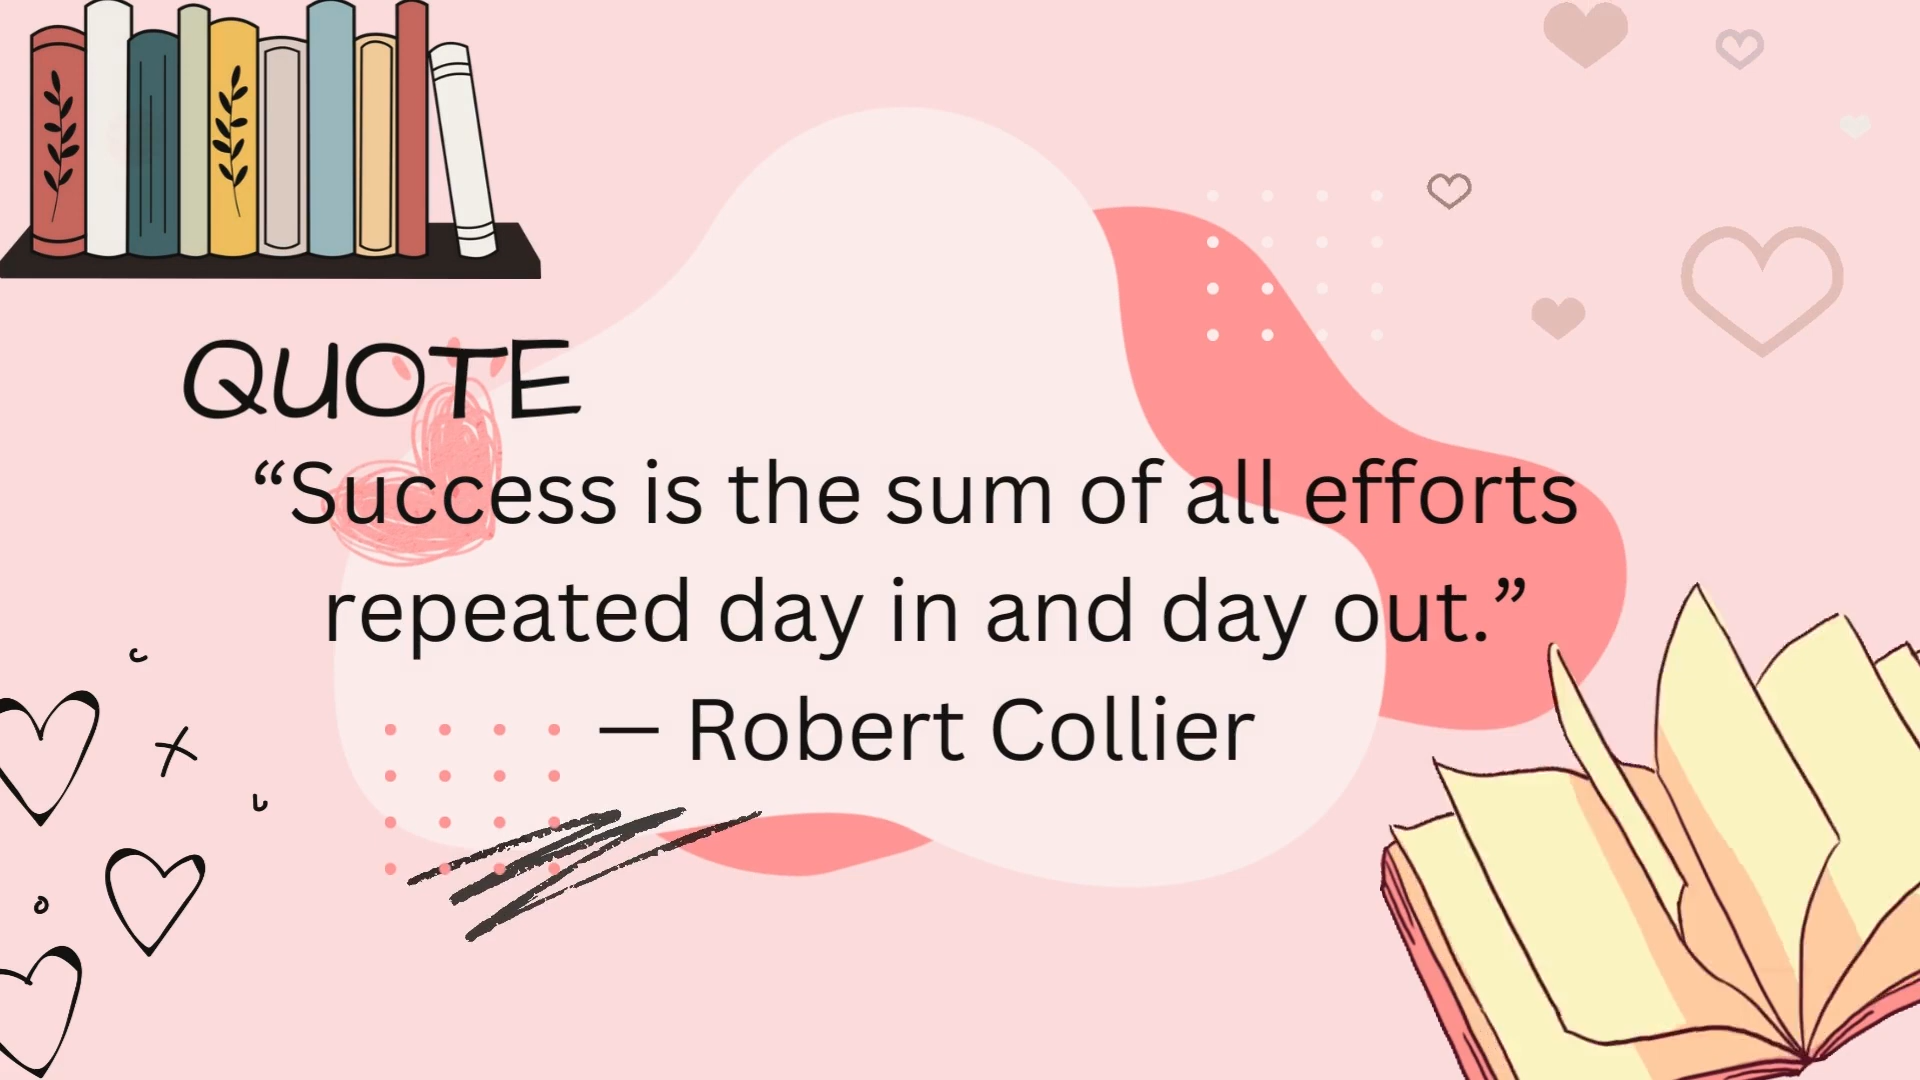 QUOTE
“Success is the sum of all efforts
repeated day in and day out.”
— Robert Collier